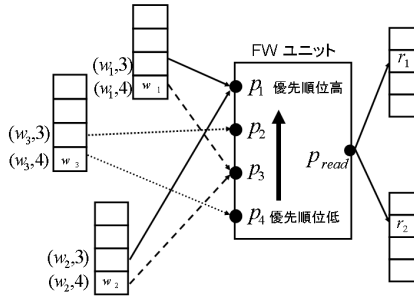 FW ユニット
(w₁,3)
(w₁,4) w₁
p₁ 優先順位高
r₁
(w₃,3)
(w₃,4) w₃
p₂
p₃
p_read
p₄ 優先順位低
r₂
(w₂,3)
(w₂,4) w₂